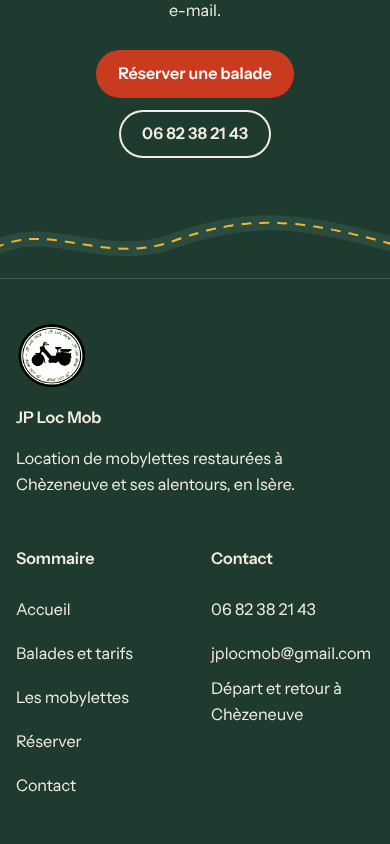 e-mail.
Réserver une balade
06 82 38 21 43
JP Loc Mob
Location de mobylettes restaurées à
Chèzeneuve et ses alentours, en Isère.
Sommaire
Accueil
Balades et tarifs
Les mobylettes
Réserver
Contact
Contact
06 82 38 21 43
jplocmob@gmail.com
Départ et retour à
Chèzeneuve